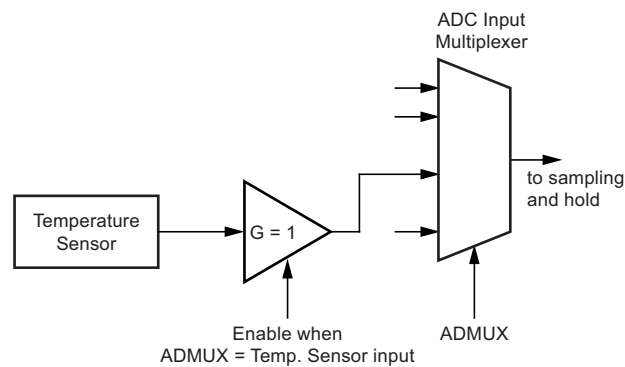 ADC Input
Multiplexer
to sampling
and hold
Temperature
Sensor
G = 1
Enable when
ADMUX = Temp. Sensor input
ADMUX